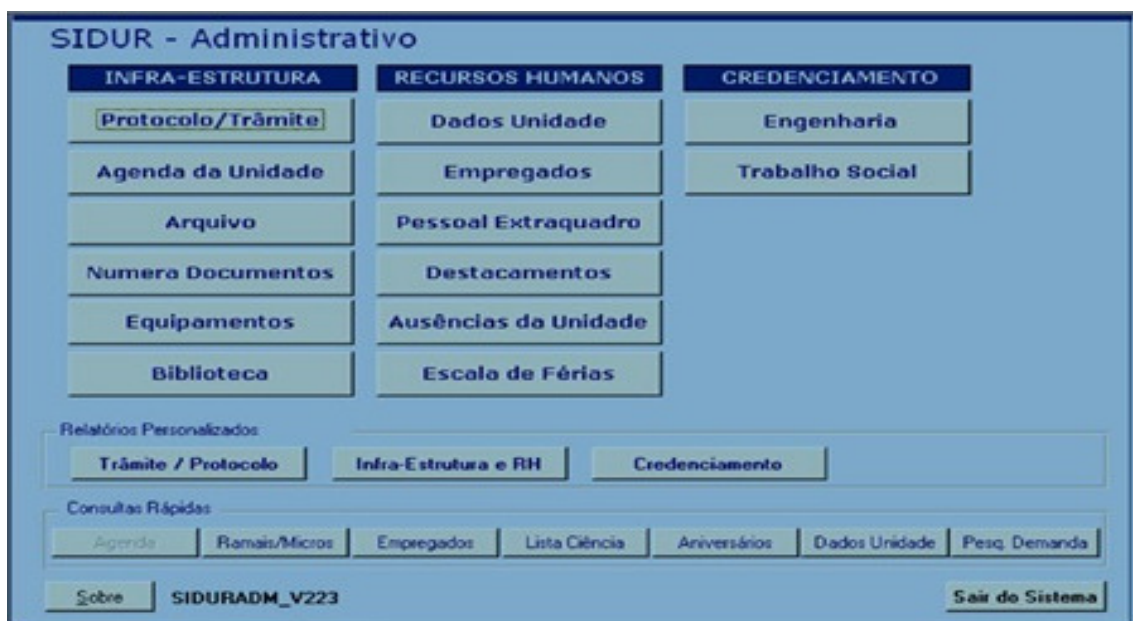 SIDUR - Administrativo
INFRA-ESTRUTURA RECURSOS HUMANOS CREDENCIAMENTO
Protocolo/Trâmite Dados Unidade Engenharia
Agenda da Unidade Empregados Trabalho Social
Arquivo Pessoal Extraquadro
Numera Documentos Destacamentos
Equipamentos Ausências da Unidade
Biblioteca Escala de Férias
Relatórios Personalizados
Trâmite / Protocolo Infra-Estrutura e RH Credenciamento
Consultas Rápidas
Agenda Ramais/Micros Empregados Lista Ciência Aniversários Dados Unidade Pesq. Demanda
Sobre SIDURADM_V223 Sair do Sistema